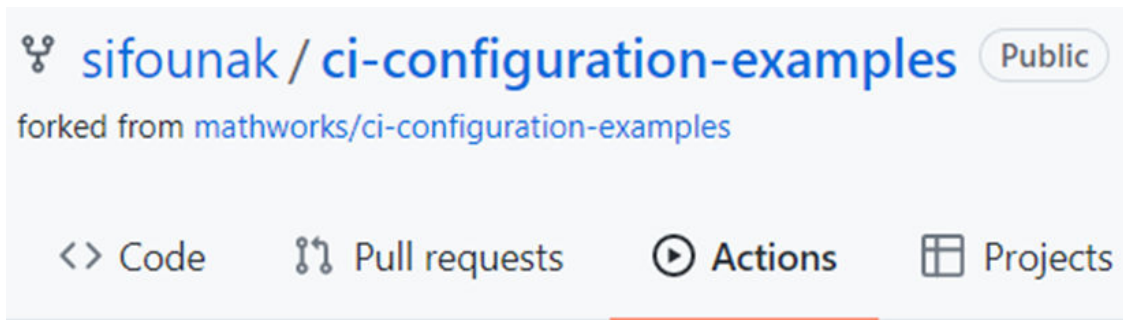 sifounak / ci-configuration-examples Public
forked from mathworks/ci-configuration-examples
Code Pull requests Actions Projects